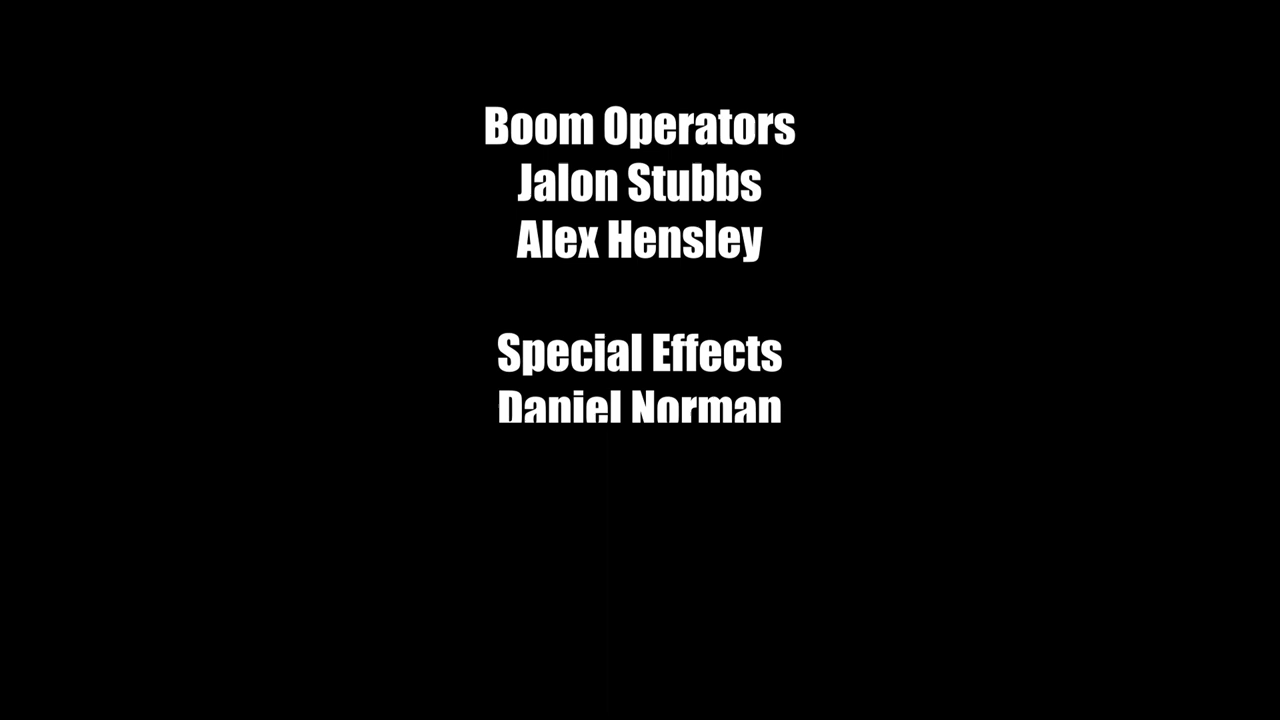 Boom Operators
Jalon Stubbs
Alex Hensley
Special Effects
Daniel Norman